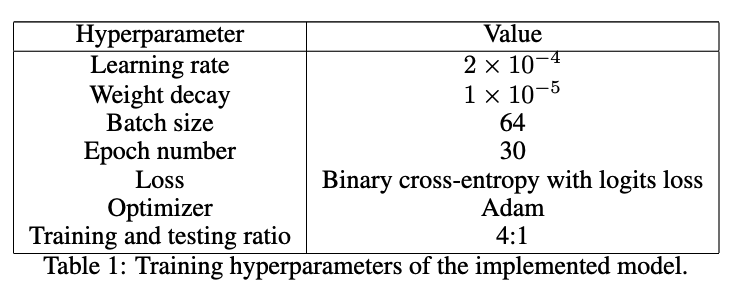 Hyperparameter Value
Learning rate 2 × 10⁻⁴
Weight decay 1 × 10⁻⁵
Batch size 64
Epoch number 30
Loss Binary cross-entropy with logits loss
Optimizer Adam
Training and testing ratio 4:1
Table 1: Training hyperparameters of the implemented model.